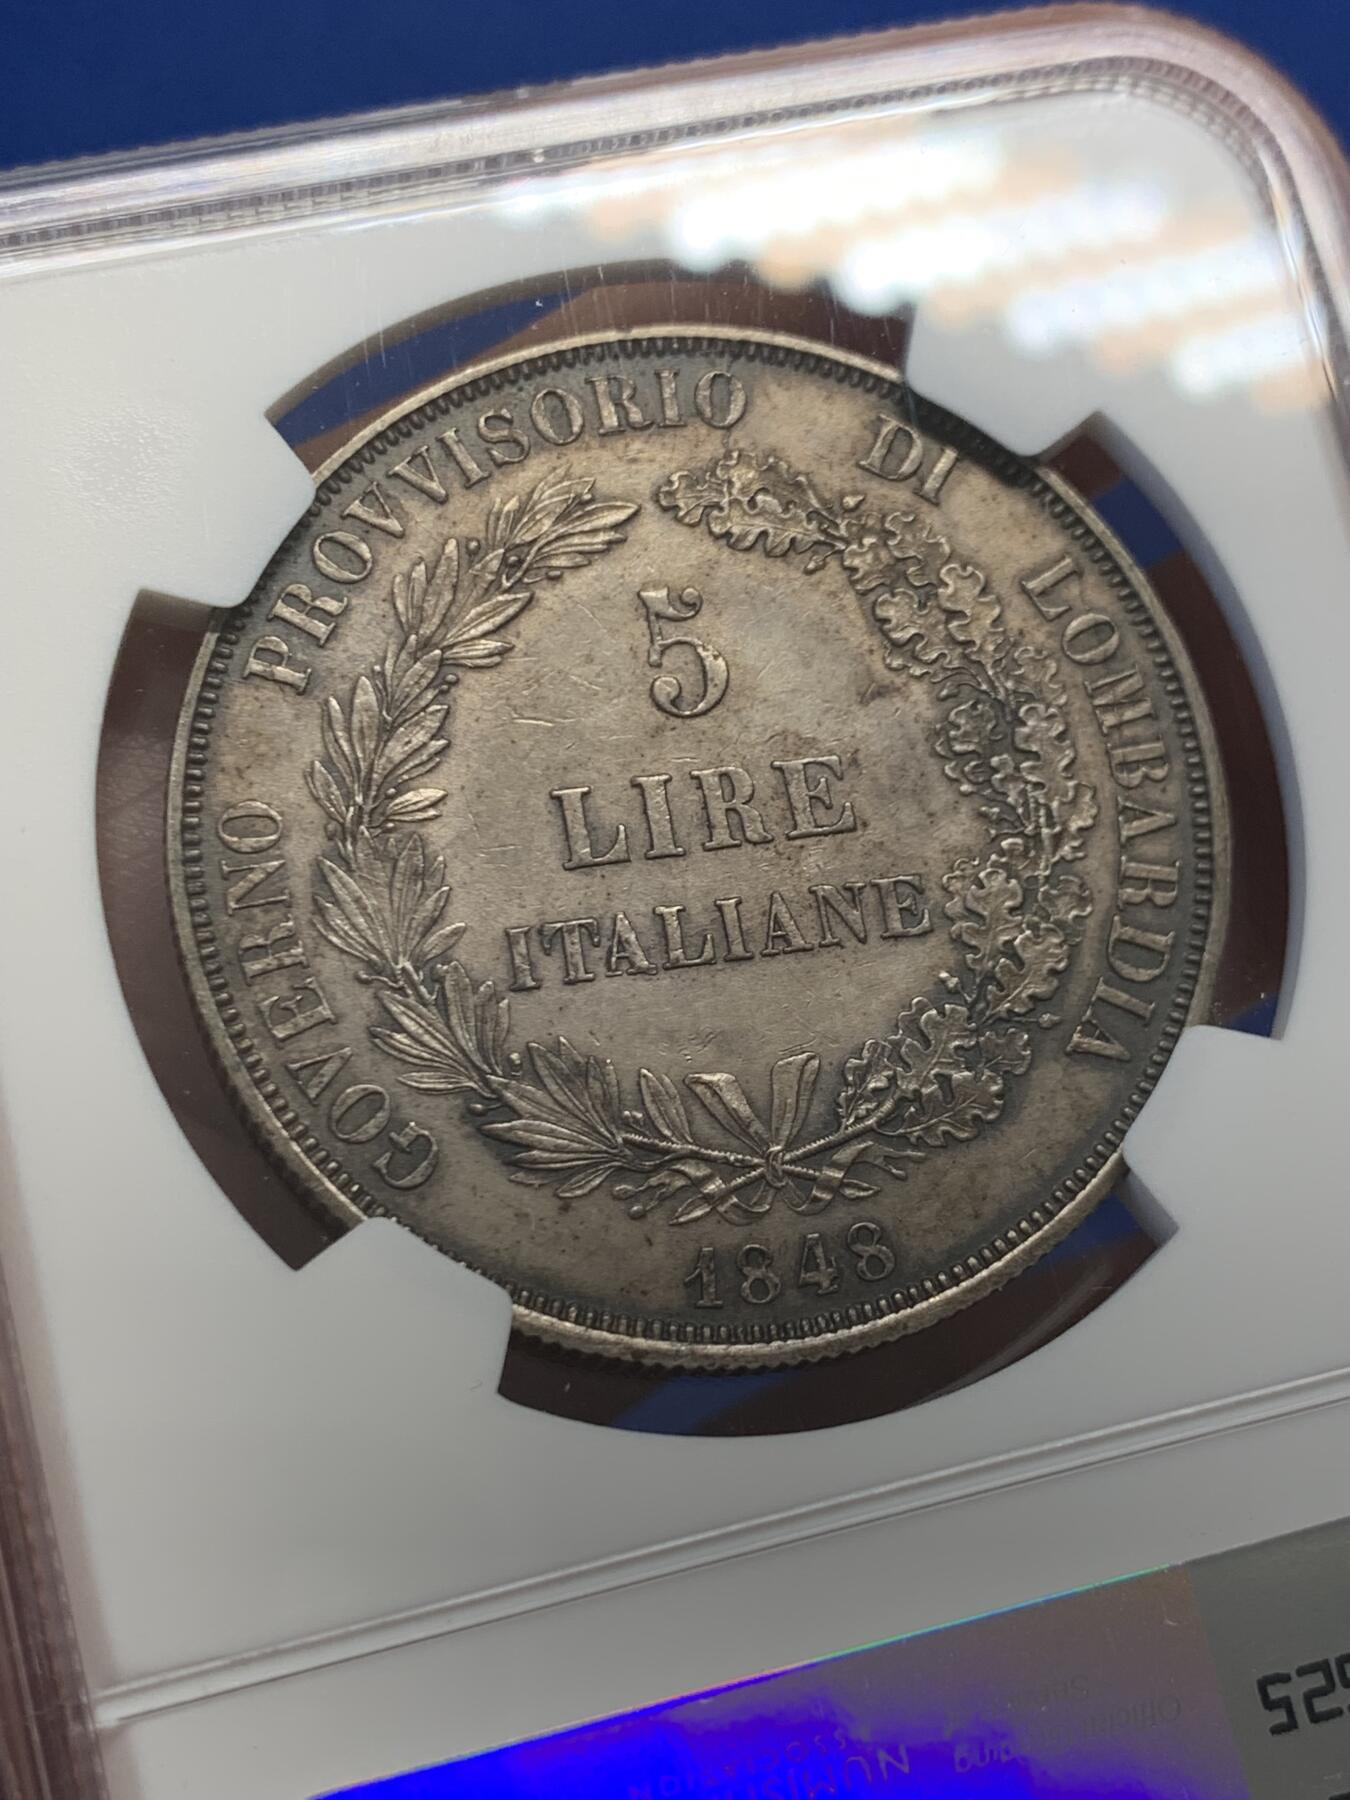 GOVERNO PROVVISORIO DI LOMBARDIA
5
LIRE
ITALIANE
1848